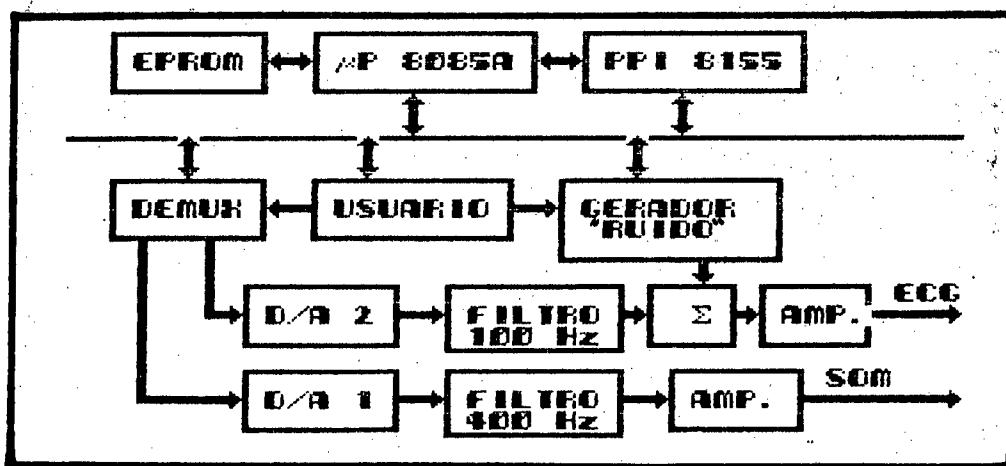 EPROM
μP 8085A
PPI 8155
DEMUX
USUARIO
GERADOR
"RUIDO"
D/A 2
FILTRO
100 Hz
Σ
AMP.
ECG
D/A 1
FILTRO
400 Hz
AMP.
SOM